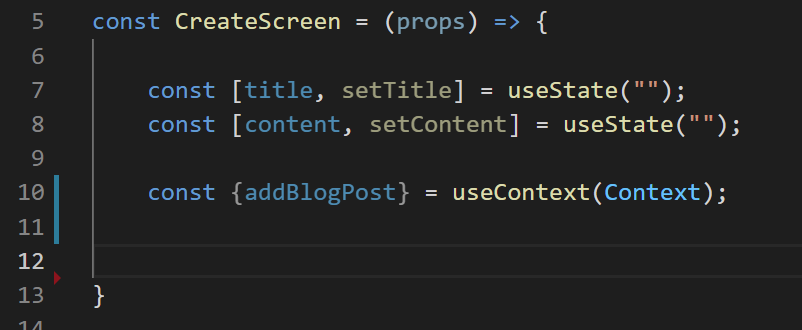 5 const CreateScreen = (props) => {
6
7 const [title, setTitle] = useState("");
8 const [content, setContent] = useState("");
9
10 const {addBlogPost} = useContext(Context);
11
12
13 }
14